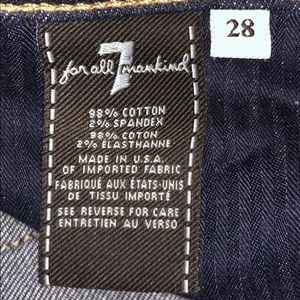 28
for all 7 mankind
98% COTTON
2% SPANDEX
98% COTON
2% ELASTHANNE
MADE IN U.S.A.
OF IMPORTED FABRIC
FABRIQUÉ AUX ÉTATS-UNIS
DE TISSU IMPORTÉ
SEE REVERSE FOR CARE
ENTRETIEN AU VERSO